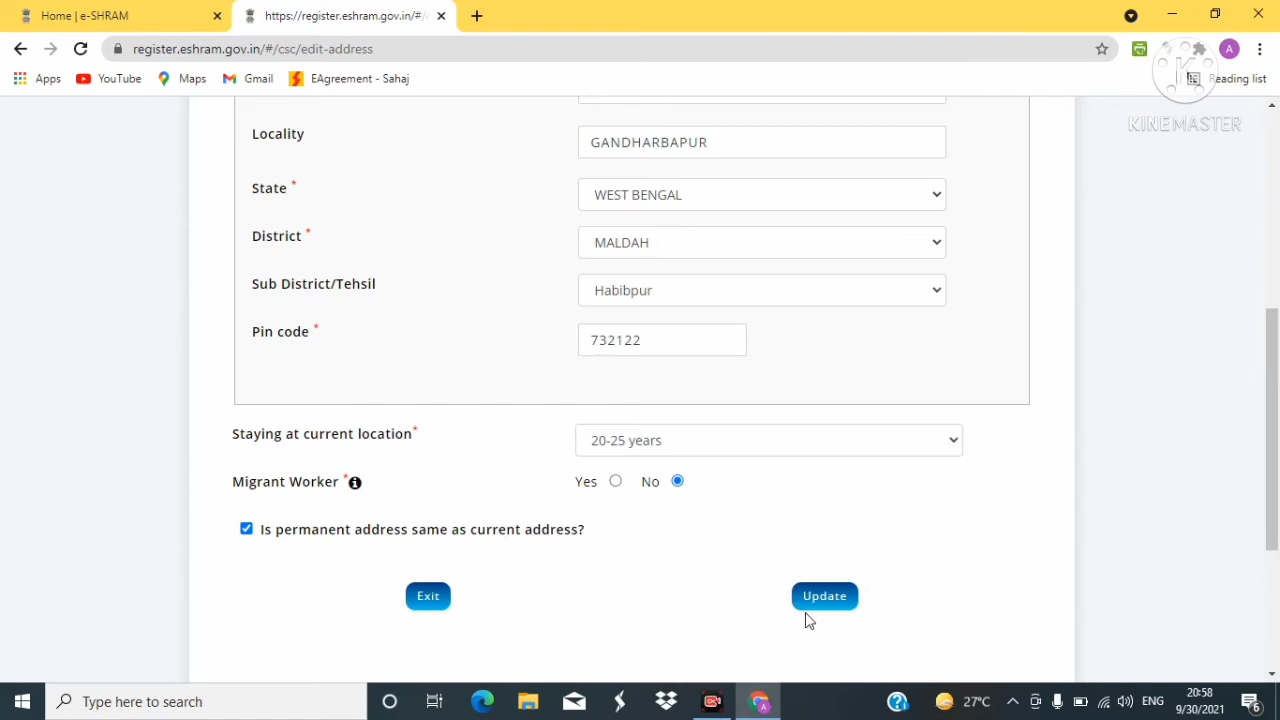 Home | e-SHRAM
https://register.eshram.gov.in/#/
register.eshram.gov.in/#/csc/edit-address
A
Apps YouTube Maps Gmail EAgreement - Sahaj Reading list
K
KINEMASTER
Locality GANDHARBAPUR
State * WEST BENGAL
District * MALDAH
Sub District/Tehsil Habibpur
Pin code * 732122
Staying at current location* 20-25 years
Migrant Worker * Yes No
Is permanent address same as current address?
Exit Update
Type here to search
A
27°C ENG 20:58
9/30/2021 6